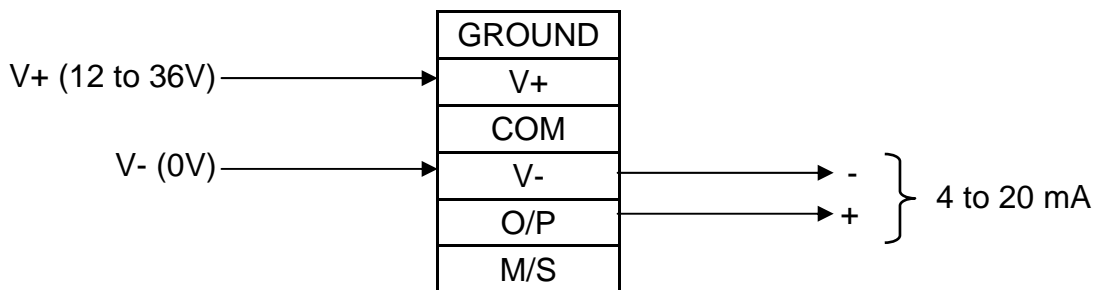 GROUND
V+ (12 to 36V)
V+
COM
V- (0V)
V-
-
4 to 20 mA
O/P
+
M/S